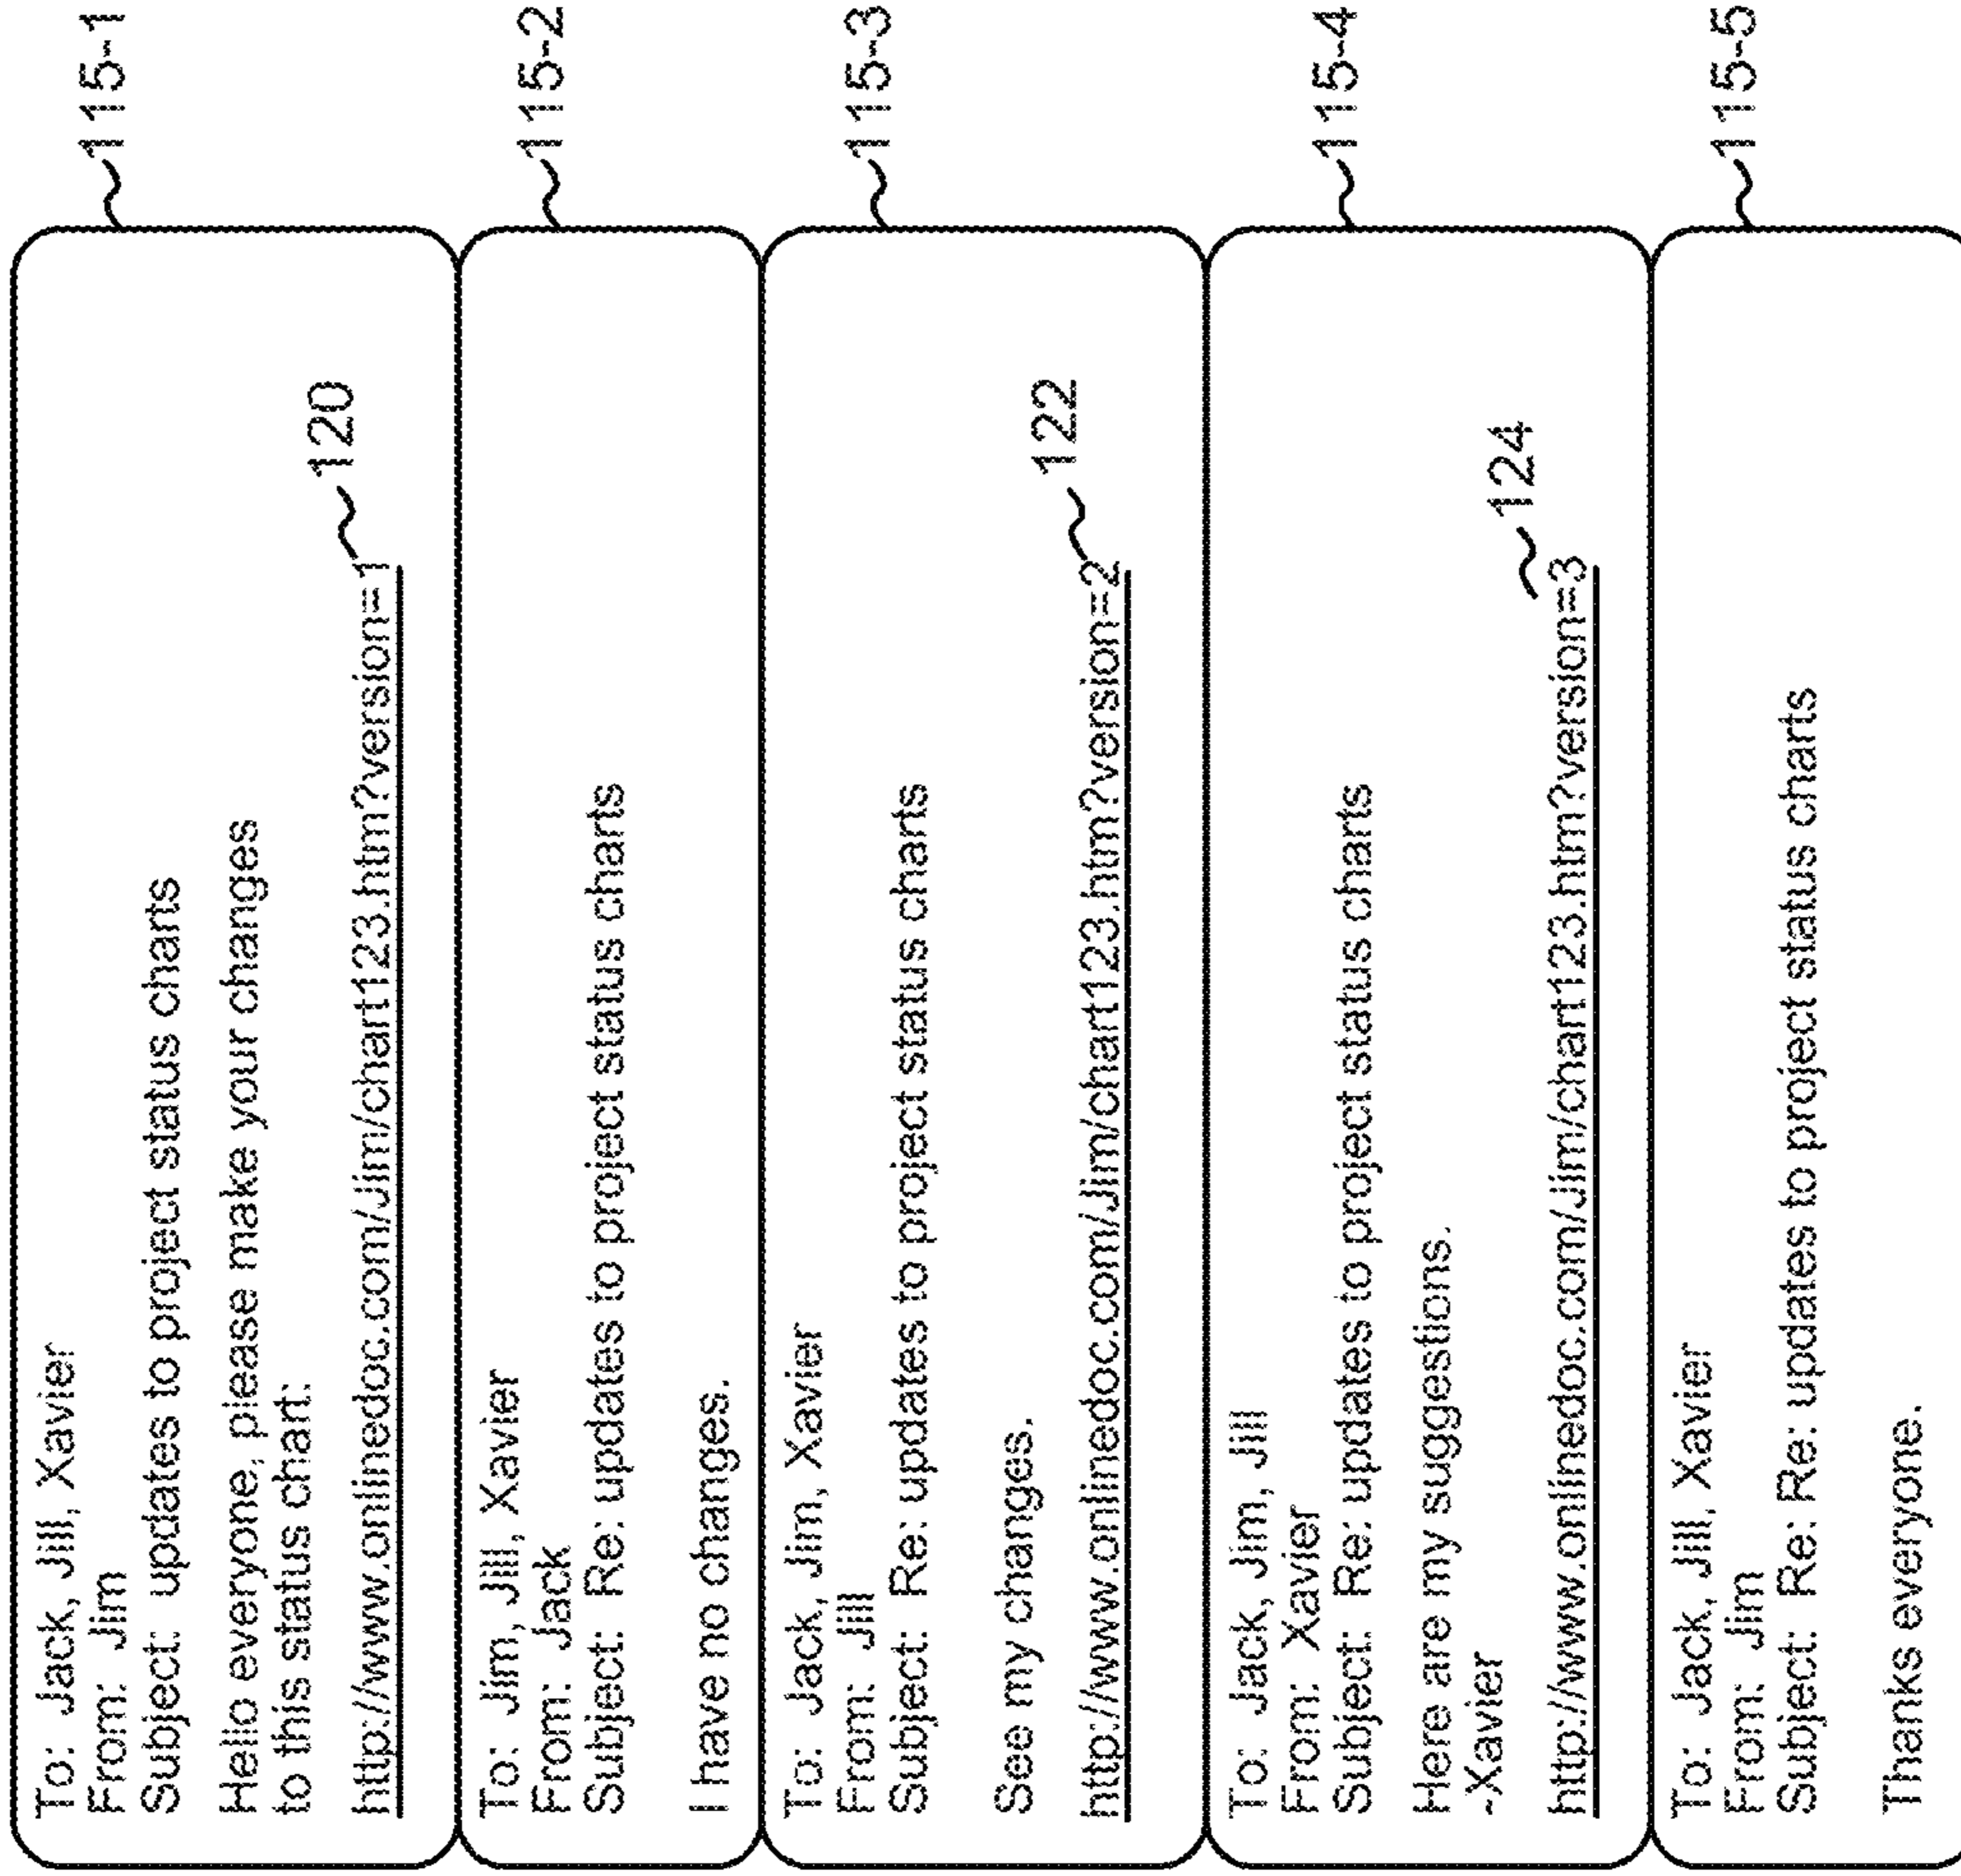 115-1
To: Jack, Jill, Xavier
From: Jim
Subject: updates to project status charts
Hello everyone, please make your changes
to this status chart:
120
http://www.onlinedoc.com/Jim/chart123.htm?version=1
115-2
To: Jim, Jill, Xavier
From: Jack
Subject: Re: updates to project status charts
I have no changes.
115-3
To: Jack, Jim, Xavier
From: Jill
Subject: Re: updates to project status charts
See my changes.
122
http://www.onlinedoc.com/Jim/chart123.htm?version=2
115-4
To: Jack, Jim, Jill
From: Xavier
Subject: Re: updates to project status charts
Here are my suggestions.
-Xavier
124
http://www.onlinedoc.com/Jim/chart123.htm?version=3
115-5
To: Jack, Jill, Xavier
From: Jim
Subject: Re: Re: updates to project status charts
Thanks everyone.